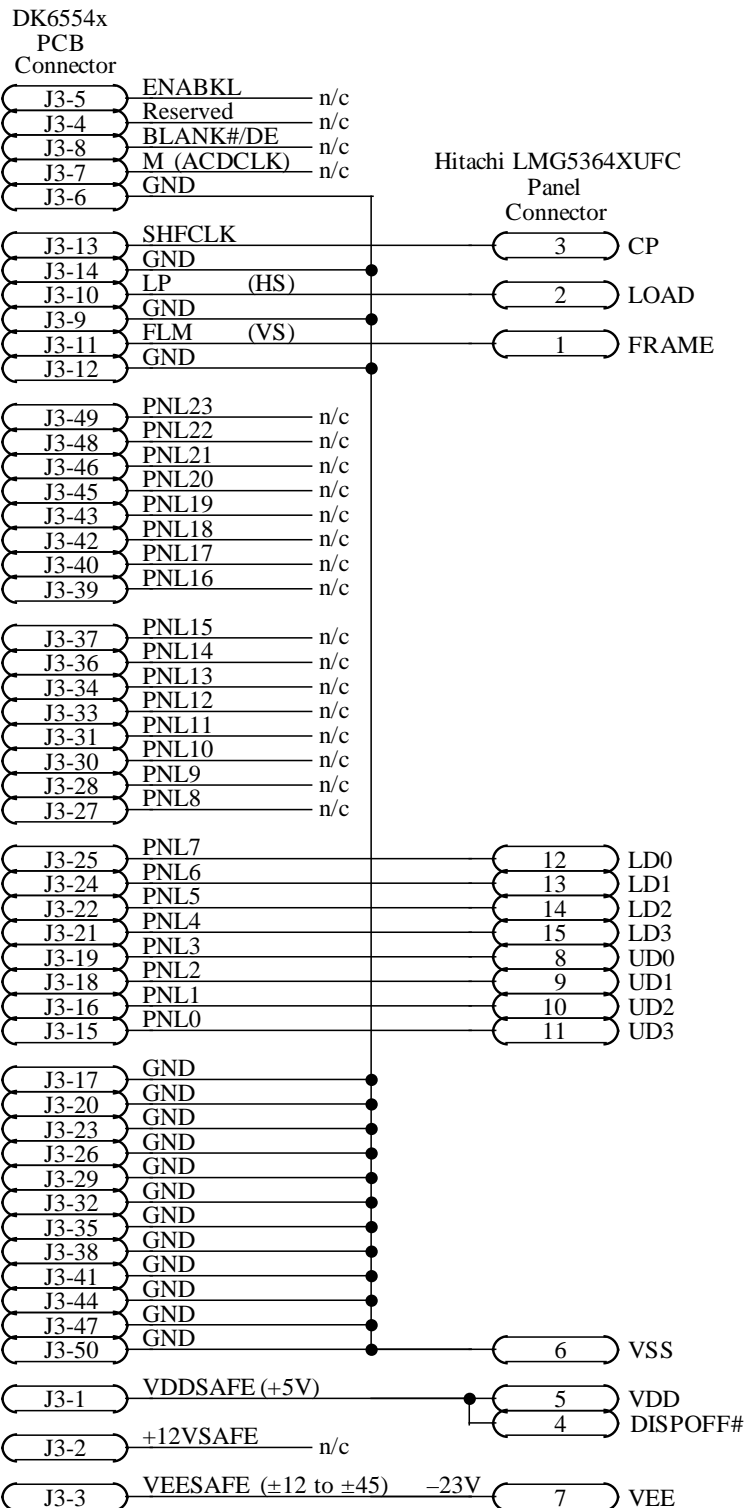 DK6554x
PCB
Connector
J3-5 ENABKL n/c
J3-4 Reserved n/c
J3-8 BLANK#/DE n/c
J3-7 M (ACDCLK) n/c
J3-6 GND
Hitachi LMG5364XUFC
Panel
Connector
J3-13 SHFCLK 3 CP
J3-14 GND
J3-10 LP (HS) 2 LOAD
J3-9 GND
J3-11 FLM (VS) 1 FRAME
J3-12 GND
J3-49 PNL23 n/c
J3-48 PNL22 n/c
J3-46 PNL21 n/c
J3-45 PNL20 n/c
J3-43 PNL19 n/c
J3-42 PNL18 n/c
J3-40 PNL17 n/c
J3-39 PNL16 n/c
J3-37 PNL15 n/c
J3-36 PNL14 n/c
J3-34 PNL13 n/c
J3-33 PNL12 n/c
J3-31 PNL11 n/c
J3-30 PNL10 n/c
J3-28 PNL9 n/c
J3-27 PNL8 n/c
J3-25 PNL7 12 LD0
J3-24 PNL6 13 LD1
J3-22 PNL5 14 LD2
J3-21 PNL4 15 LD3
J3-19 PNL3 8 UD0
J3-18 PNL2 9 UD1
J3-16 PNL1 10 UD2
J3-15 PNL0 11 UD3
J3-17 GND
J3-20 GND
J3-23 GND
J3-26 GND
J3-29 GND
J3-32 GND
J3-35 GND
J3-38 GND
J3-41 GND
J3-44 GND
J3-47 GND
J3-50 GND 6 VSS
J3-1 VDDSAFE (+5V) 5 VDD
4 DISPOFF#
J3-2 +12VSAFE n/c
J3-3 VEESAFE (±12 to ±45) –23V 7 VEE